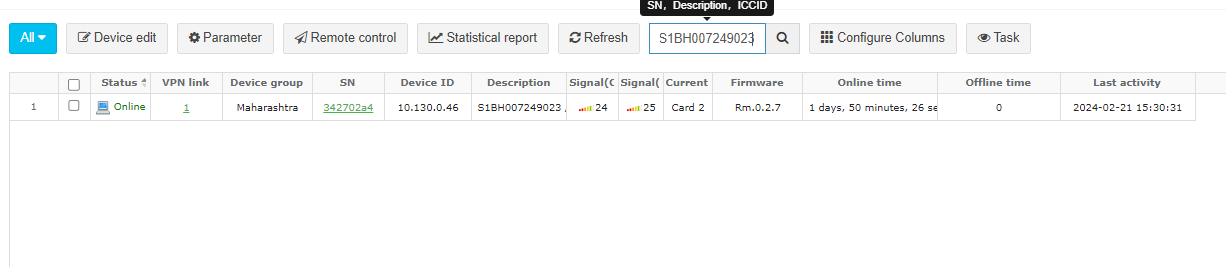 SN, Description, ICCID
All Device edit Parameter Remote control Statistical report Refresh S1BH007249023 Configure Columns Task
Status VPN link Device group SN Device ID Description Signal(C Signal( Current Firmware Online time Offline time Last activity
1 Online 1 Maharashtra 342702a4 10.130.0.46 S1BH007249023 , 24 25 Card 2 Rm.0.2.7 1 days, 50 minutes, 26 se 0 2024-02-21 15:30:31